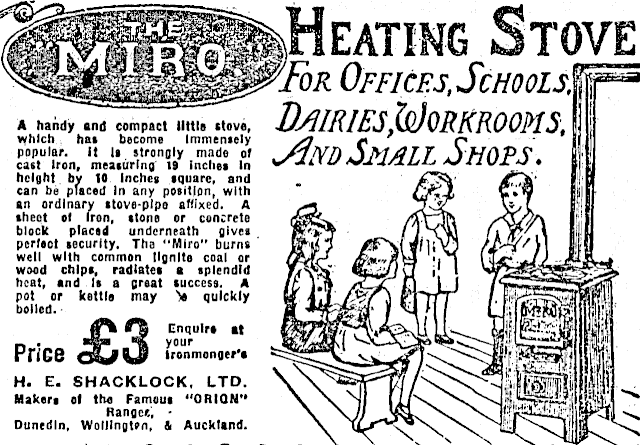 THE
"MIRO."
HEATING STOVE
FOR OFFICES, SCHOOLS,
DAIRIES, WORKROOMS,
AND SMALL SHOPS.
A handy and compact little stove,
which has become immensely
popular. It is strongly made of
cast iron, measuring 19 inches in
height by 10 inches square, and
can be placed in any position, with
an ordinary stove-pipe affixed. A
sheet of iron, stone or concrete
block placed underneath gives
perfect security. The "Miro" burns
well with common lignite coal or
wood chips, radiates a splendid
heat, and is a great success. A
pot or kettle may be quickly
boiled.
Price £3
Enquire at
your
ironmonger's
H. E. SHACKLOCK, LTD.
Makers of the Famous "ORION"
Ranges,
Dunedin, Wellington, & Auckland.
MIRO